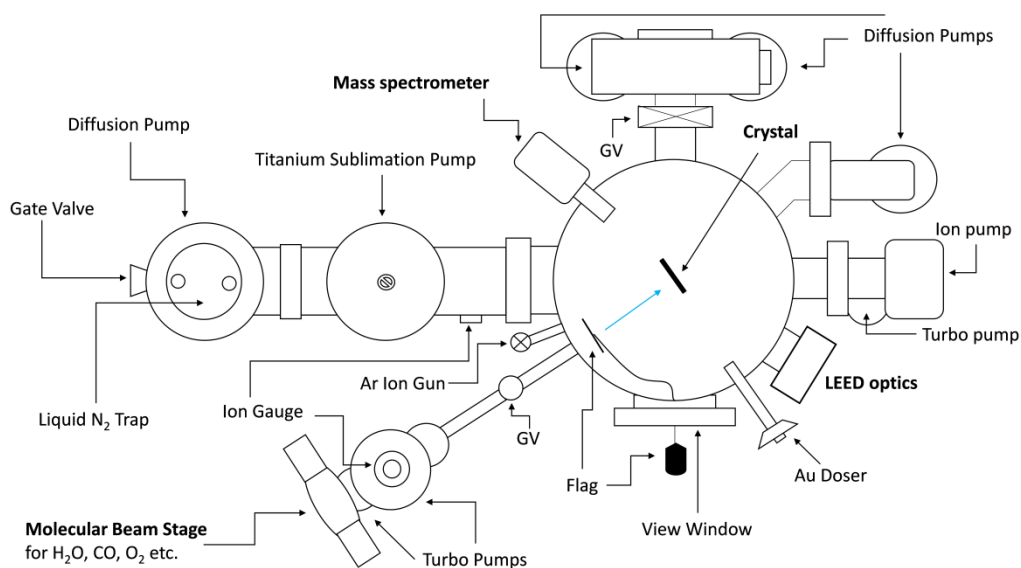 Diffusion Pumps
Mass spectrometer
Diffusion Pump
GV
Crystal
Titanium Sublimation Pump
Gate Valve
Ion pump
Turbo pump
Ar Ion Gun
LEED optics
Liquid N₂ Trap
Ion Gauge
GV
Au Doser
Flag
View Window
Molecular Beam Stage
for H₂O, CO, O₂ etc.
Turbo Pumps